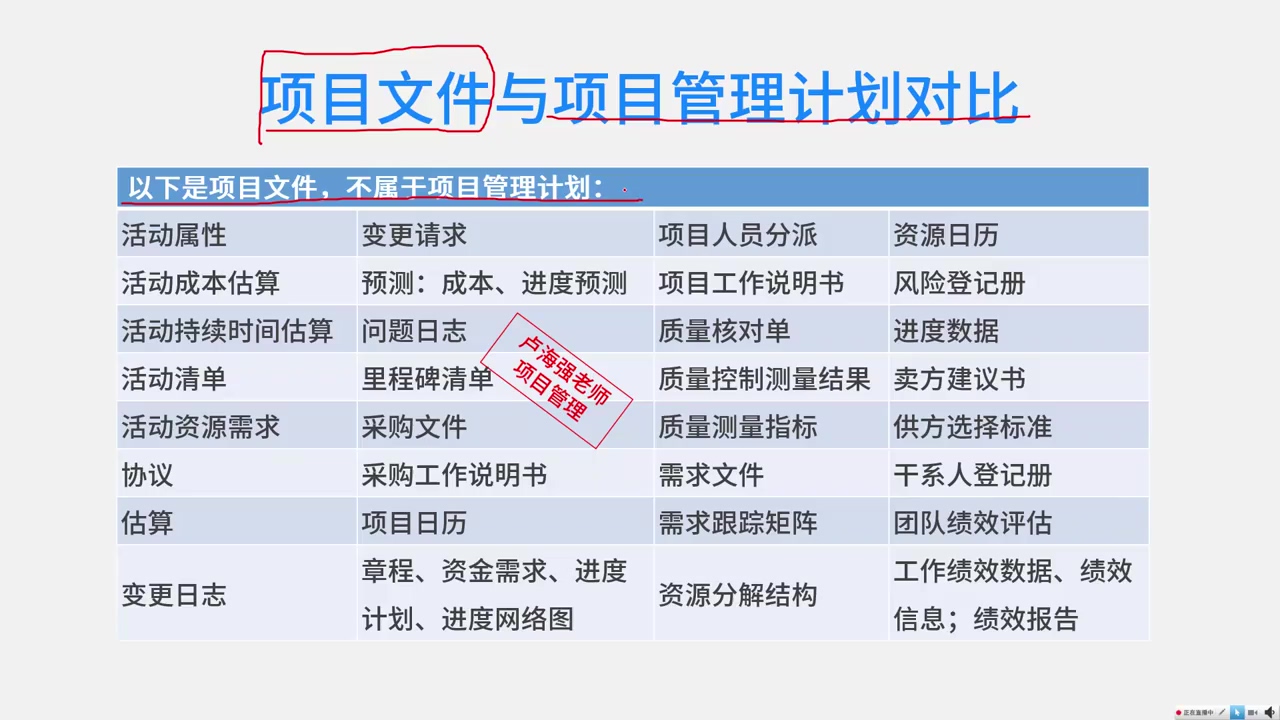 项目文件与项目管理计划对比
以下是项目文件，不属于项目管理计划：
活动属性 变更请求 项目人员分派 资源日历
活动成本估算 预测：成本、进度预测 项目工作说明书 风险登记册
活动持续时间估算 问题日志 质量核对单 进度数据
活动清单 里程碑清单 质量控制测量结果 卖方建议书
活动资源需求 采购文件 质量测量指标 供方选择标准
协议 采购工作说明书 需求文件 干系人登记册
估算 项目日历 需求跟踪矩阵 团队绩效评估
变更日志 章程、资金需求、进度 资源分解结构 工作绩效数据、绩效
计划、进度网络图 信息；绩效报告
卢海强老师
项目管理
正在直播中